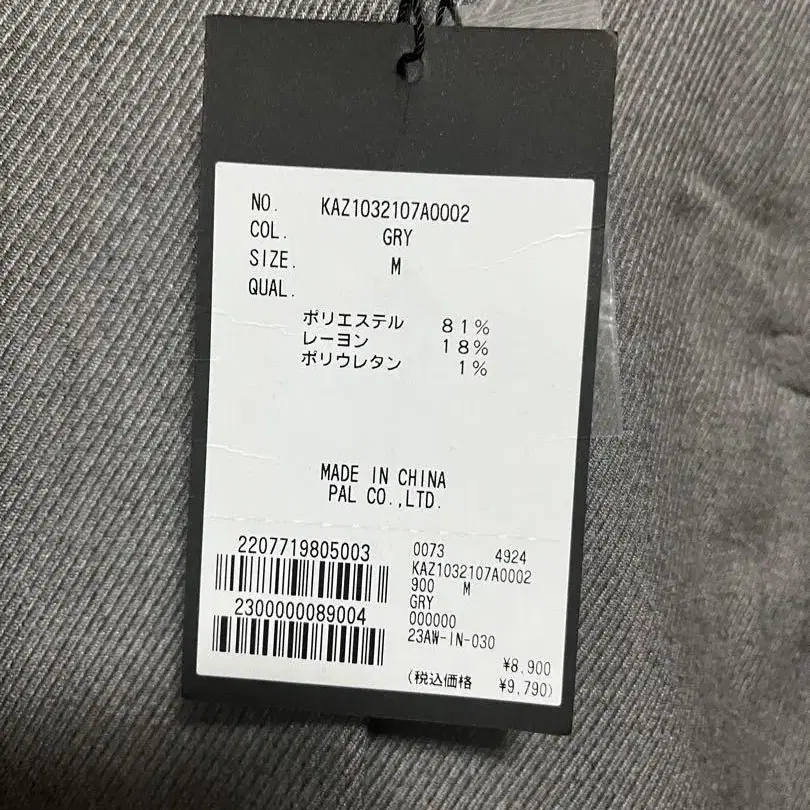 NO. KAZ1032107A0002
COL. GRY
SIZE. M
QUAL.
ポリエステル 81%
レーヨン 18%
ポリウレタン 1%
MADE IN CHINA
PAL CO.,LTD.
2207719805003
2300000089004
0073 4924
KAZ1032107A0002
900 M
GRY
000000
23AW-IN-030
¥8,900
(税込価格 ¥9,790)